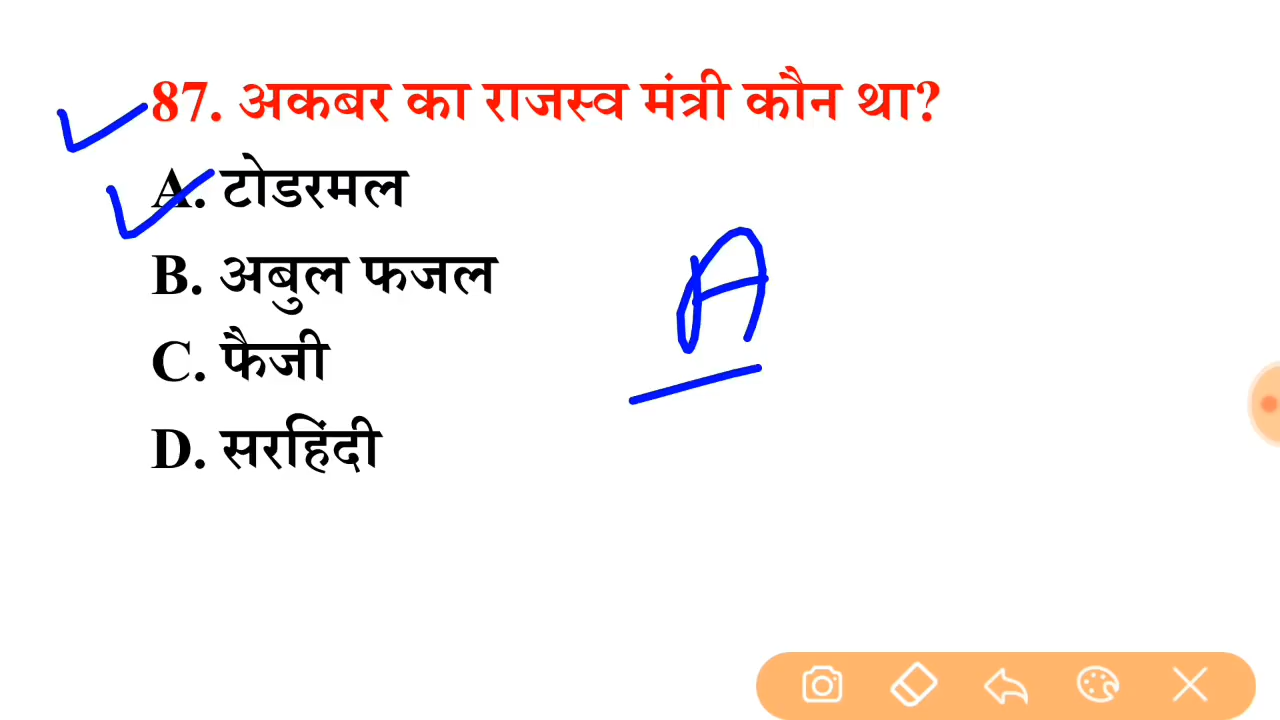 87. अकबर का राजस्व मंत्री कौन था?
A. टोडरमल
B. अबुल फजल
A
C. फैजी
D. सरहिंदी